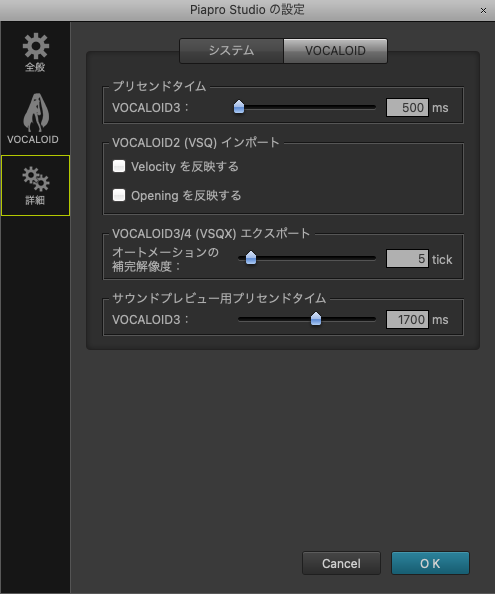 Piapro Studio の設定
×
全般
VOCALOID
詳細
システム
VOCALOID
プリセンドタイム
VOCALOID3：
500 ms
VOCALOID2 (VSQ) インポート
Velocity を反映する
Opening を反映する
VOCALOID3/4 (VSQX) エクスポート
オートメーションの
補完解像度：
5 tick
サウンドプレビュー用プリセンドタイム
VOCALOID3：
1700 ms
Cancel
O K